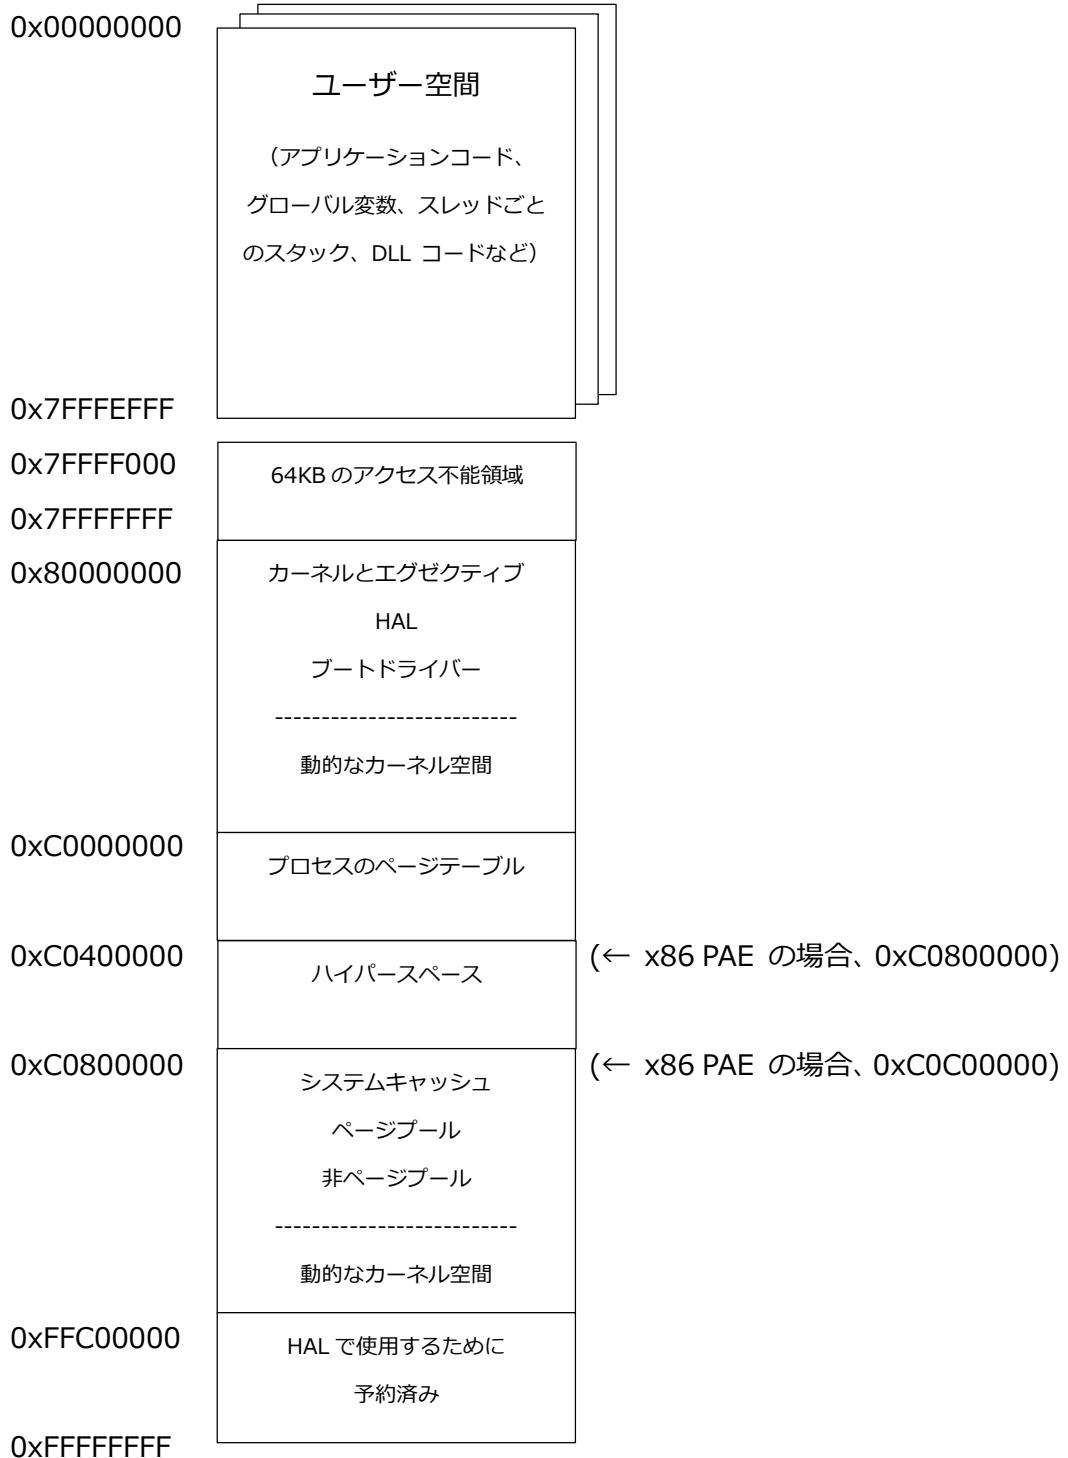 0x00000000
ユーザー空間
（アプリケーションコード、
グローバル変数、スレッドごと
のスタック、DLL コードなど）
0x7FFFEFFF
0x7FFFF000
64KB のアクセス不能領域
0x7FFFFFFF
0x80000000
カーネルとエグゼクティブ
HAL
ブートドライバー
--------------------------
動的なカーネル空間
0xC0000000
プロセスのページテーブル
0xC0400000
ハイパースペース
(← x86 PAE の場合、0xC0800000)
0xC0800000
(← x86 PAE の場合、0xC0C00000)
システムキャッシュ
ページプール
非ページプール
--------------------------
動的なカーネル空間
0xFFC00000
HAL で使用するために
予約済み
0xFFFFFFFF